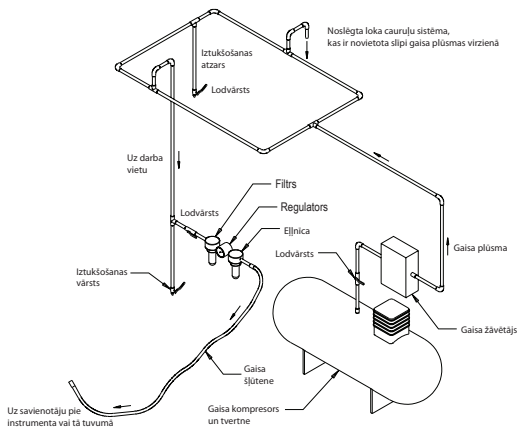 Noslēgta loka cauruļu sistēma,
kas ir novietota slīpi gaisa plūsmas virzienā
Iztukšošanas
atzars
Lodvārsts
Uz darba
vietu
Filtrs
Lodvārsts
Regulators
Eļļnica
Lodvārsts
Gaisa plūsma
Iztukšošanas
vārsts
Gaisa žāvētājs
Gaisa
šļūtene
Uz savienotāju pie
instrumenta vai tā tuvumā
Gaisa kompresors
un tvertne